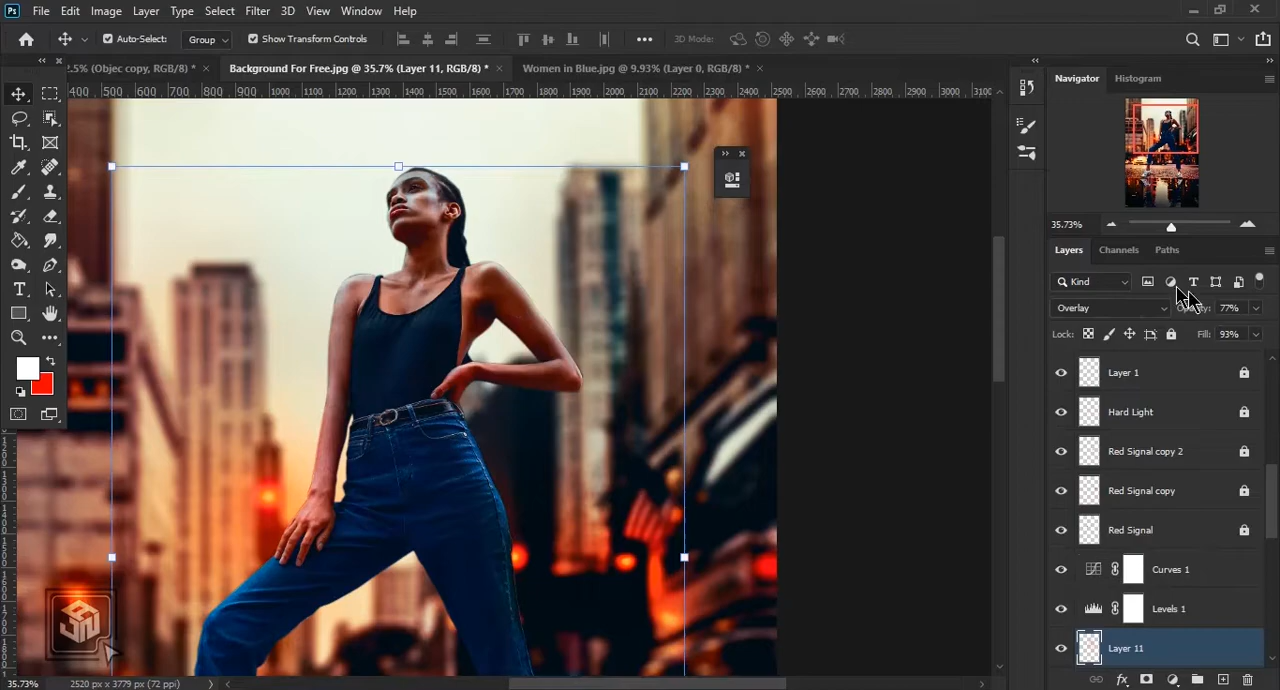 Ps File Edit Image Layer Type Select Filter 3D View Window Help
Auto-Select: Group Show Transform Controls 3D Mode:
.5% (Objec copy, RGB/8) * × Background For Free.jpg @ 35.7% (Layer 11, RGB/8) * × Women in Blue.jpg @ 9.93% (Layer 0, RGB/8) * ×
400 700 800 900 1000 1100 1200 1300 1400 1500 1600 1700 1800 1900 2000 2100 2200 2300 2400 2500 2600 2700 2800 2900 3000 3100
Navigator Histogram
35.73%
Layers Channels Paths
Kind
Overlay 77%
Lock: Fill: 93%
Layer 1
Hard Light
Red Signal copy 2
Red Signal copy
Red Signal
Curves 1
Levels 1
Layer 11
35.73% 2520 px x 3779 px (72 ppi)